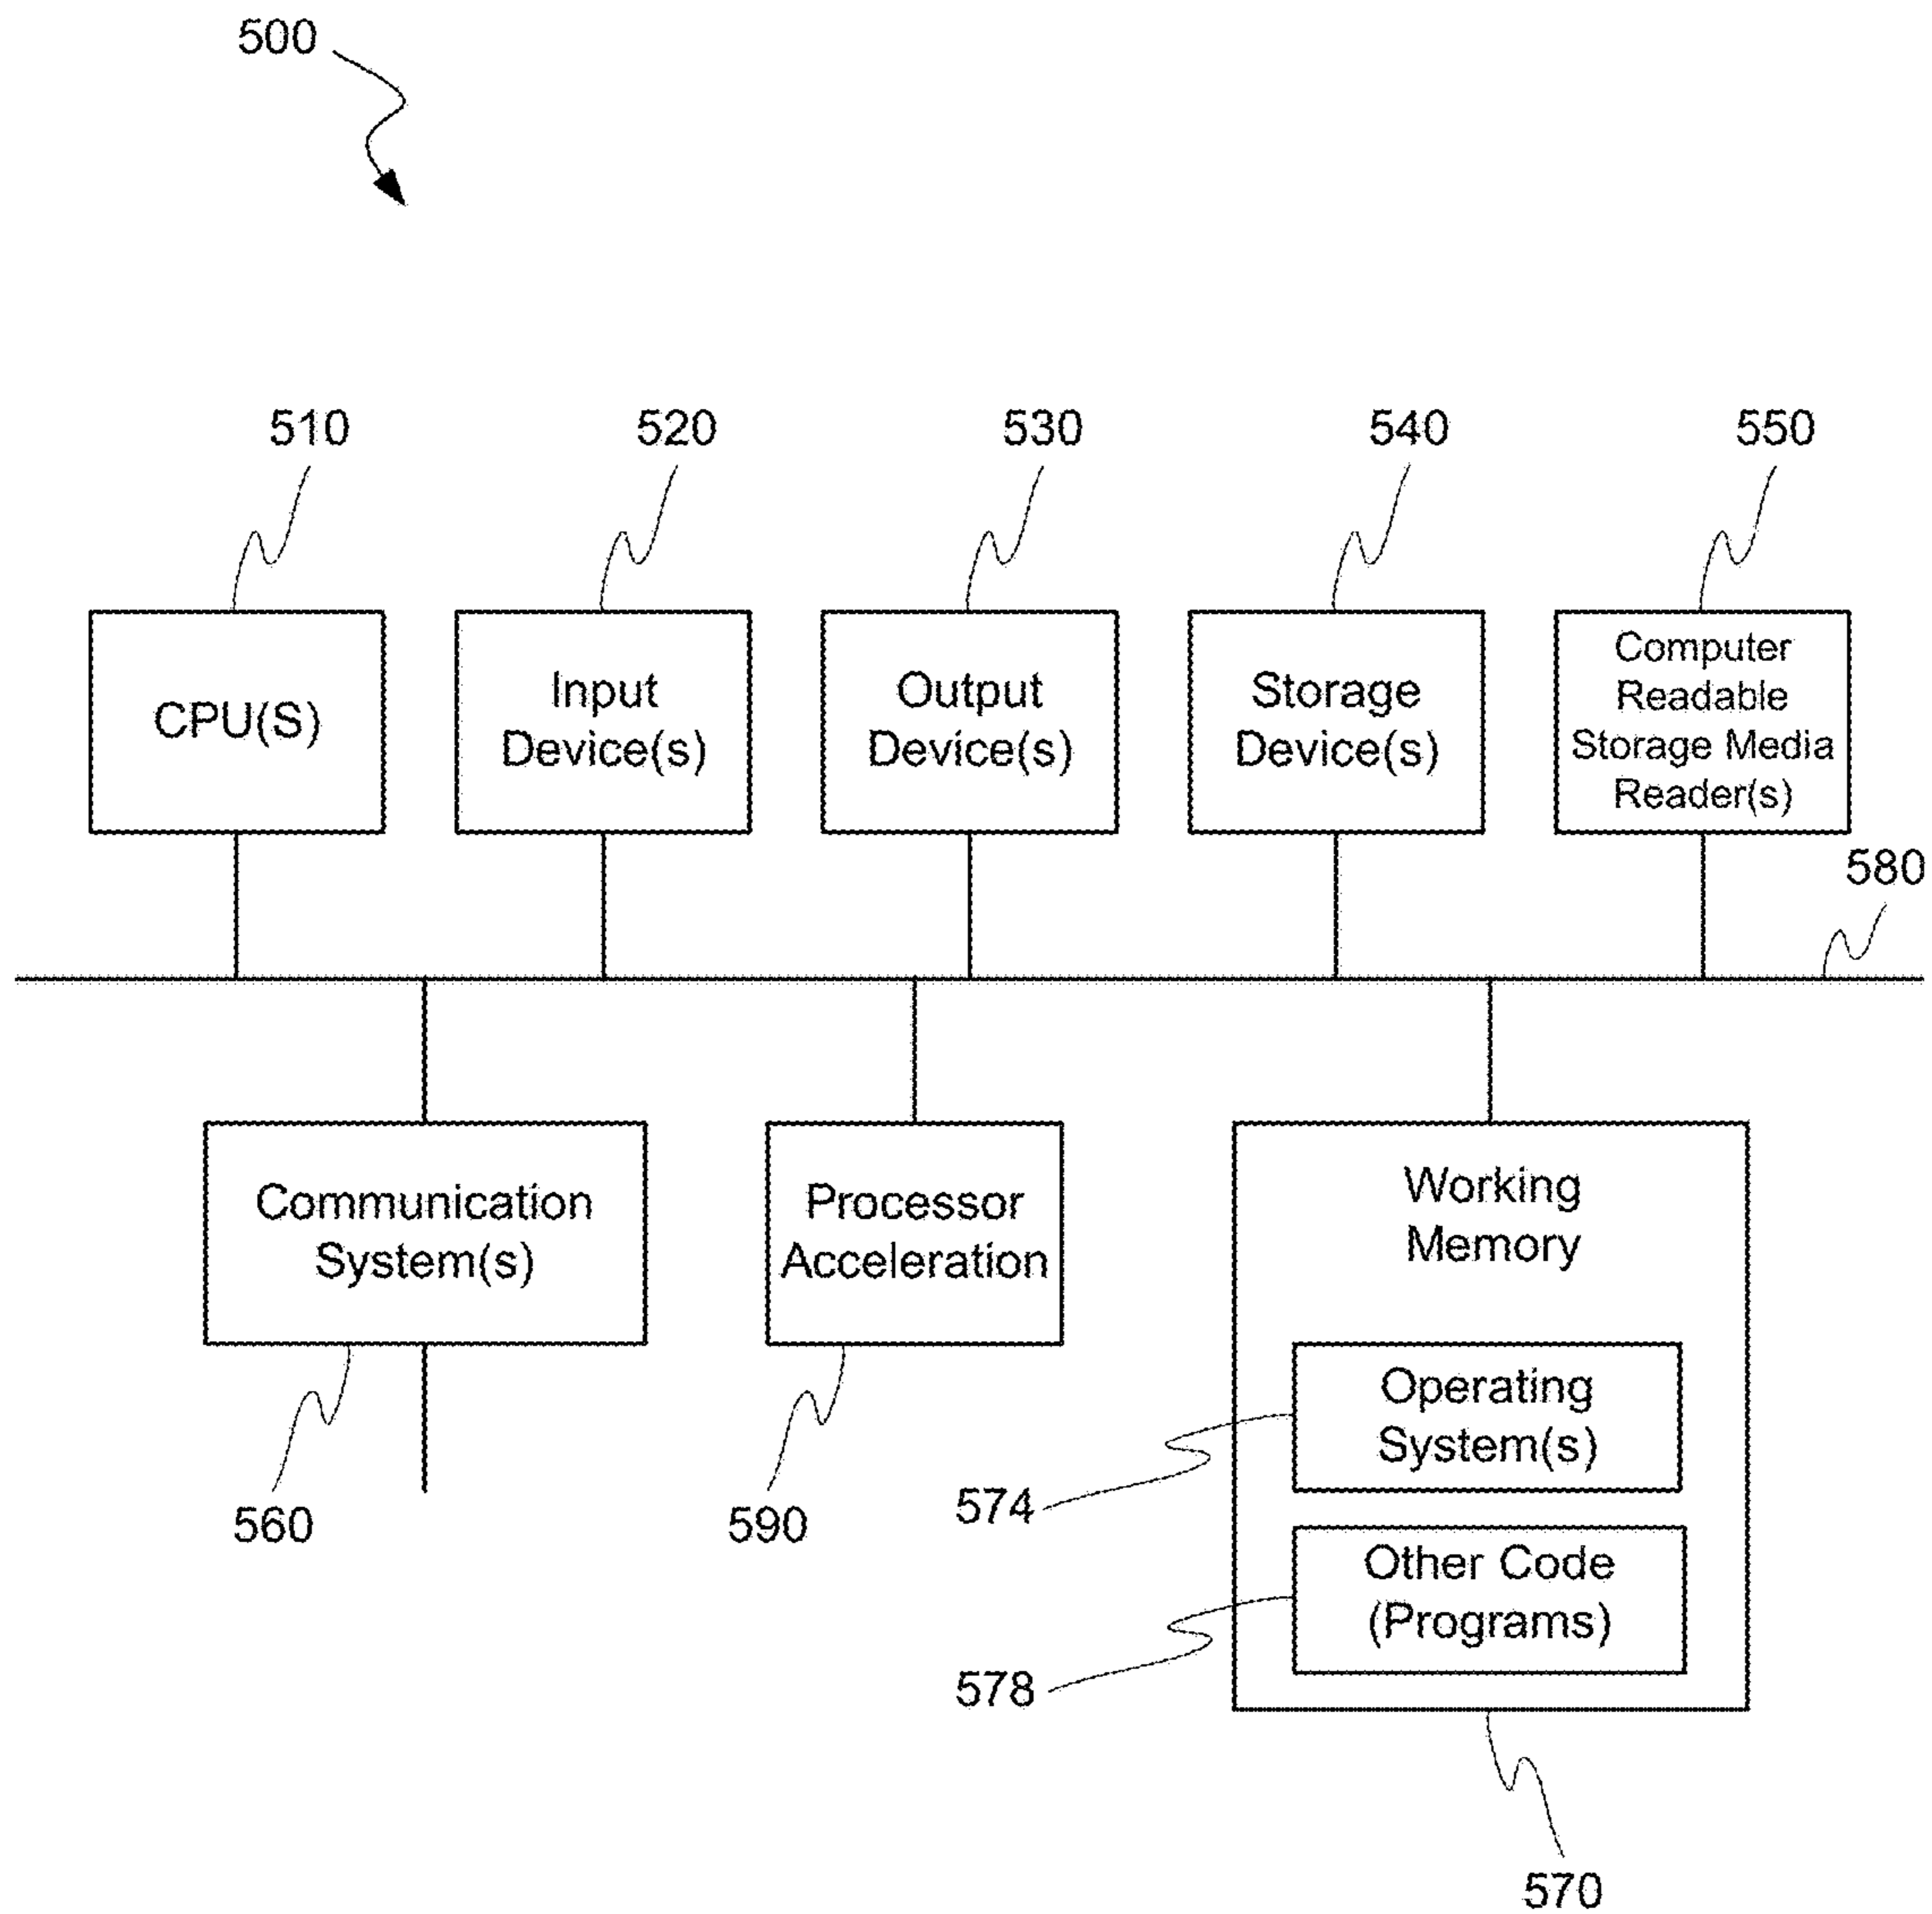 500
510
520
530
540
550
CPU(S)
Input
Device(s)
Output
Device(s)
Storage
Device(s)
Computer
Readable
Storage Media
Reader(s)
580
Communication
System(s)
Processor
Acceleration
Working
Memory
Operating
System(s)
574
560
590
Other Code
(Programs)
578
570